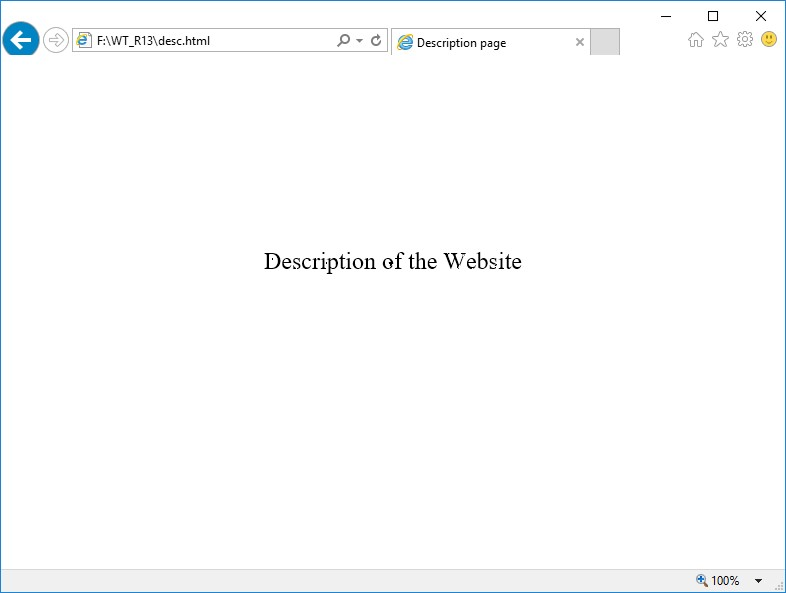 F:\WT_R13\desc.html
Description page
Description of the Website
100%